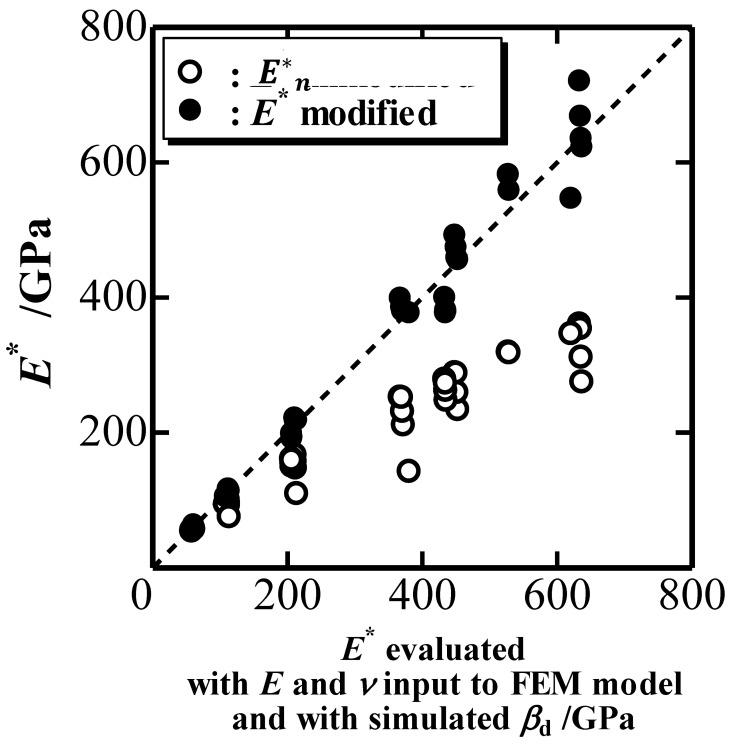 800
○ : E*n
● : E* modified
600
400
200
E* /GPa
0 200 400 600 800
E* evaluated
with E and ν input to FEM model
and with simulated βd /GPa